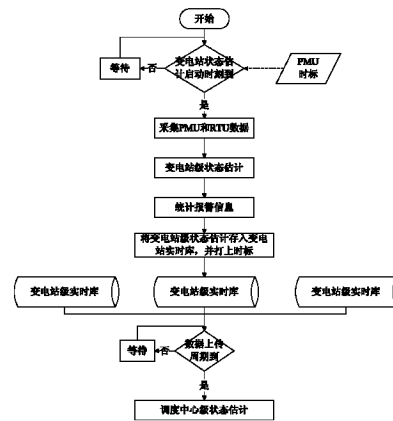 开始
变电站状态估
计启动时刻到
PMU
时标
等待
否
是
采集PMU和RTU数据
变电站级状态估计
统计报警信息
将变电站级状态估计存入变电
站实时库，并打上时标
变电站级实时库
变电站级实时库
变电站级实时库
数据上传
周期到
等待
否
是
调度中心级状态估计